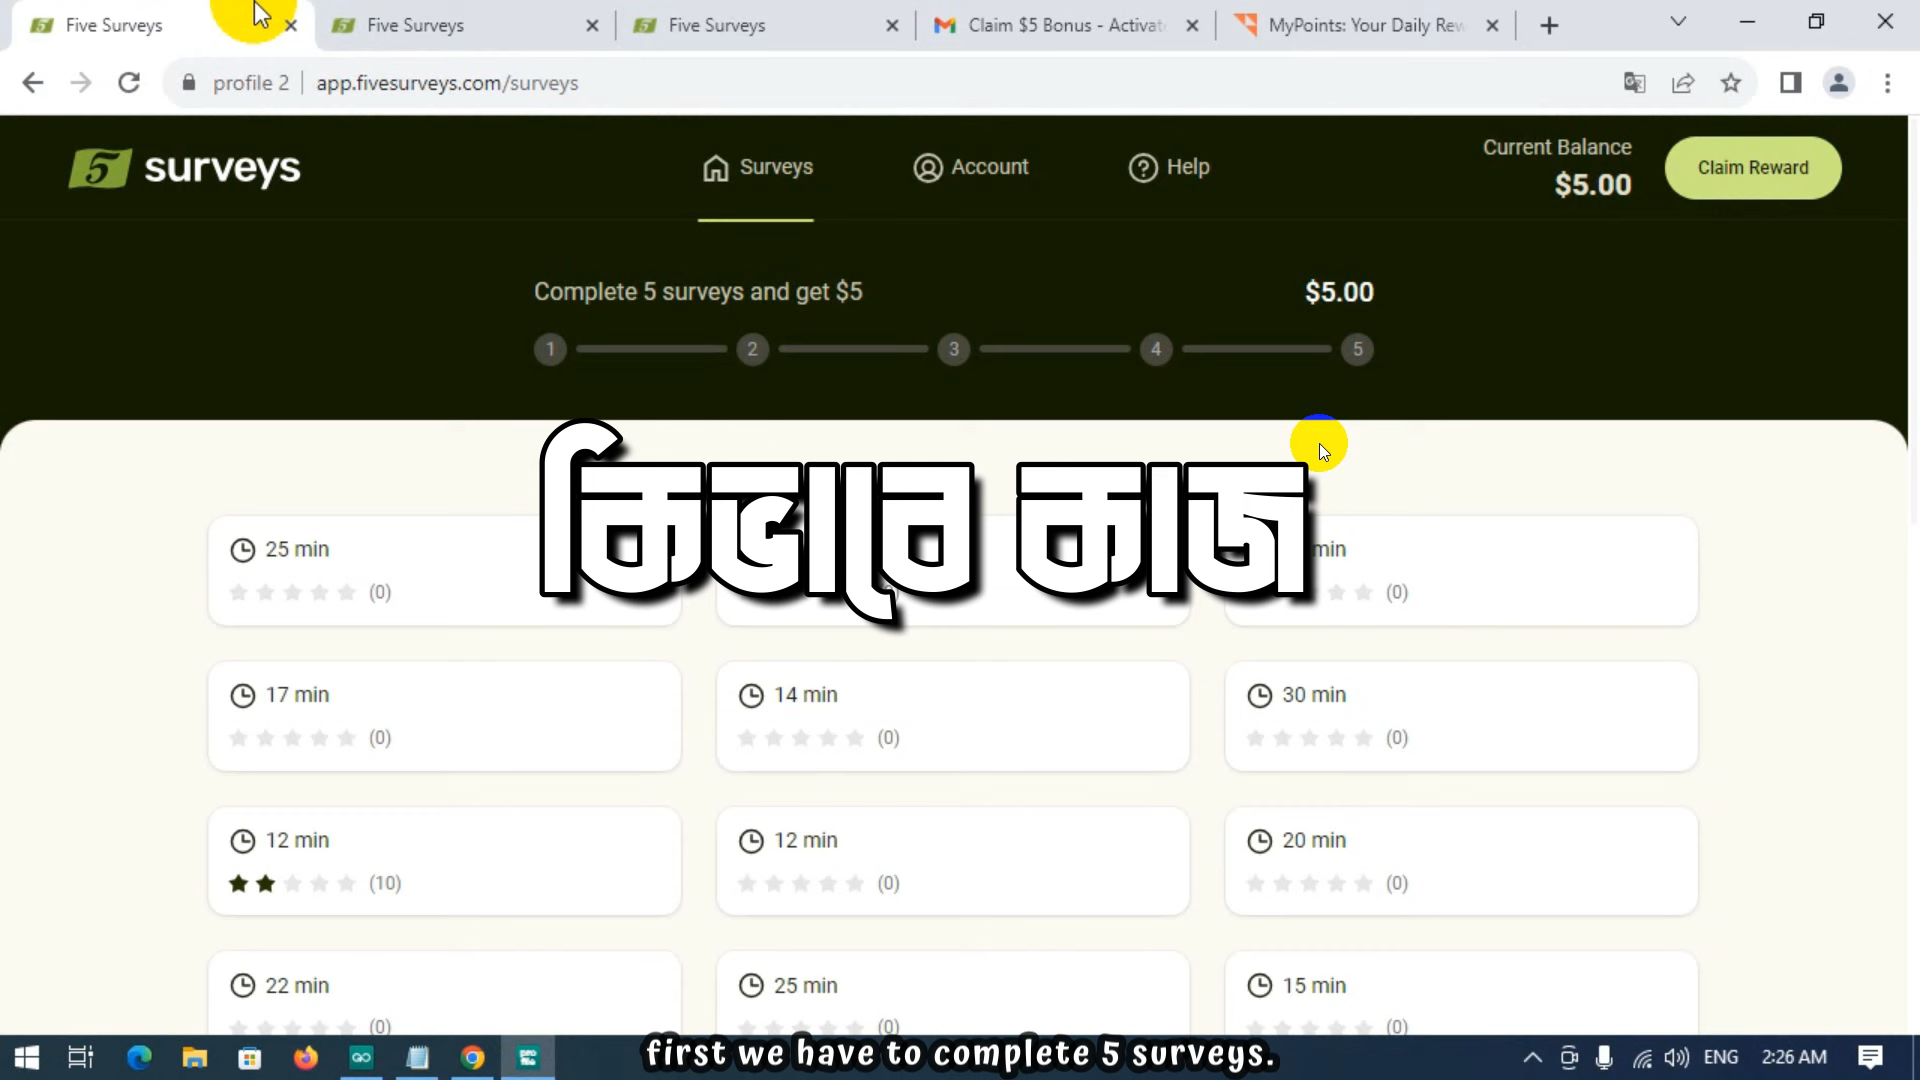 Five Surveys
Five Surveys
Five Surveys
Claim $5 Bonus - Activat
MyPoints: Your Daily Rew
profile 2
app.fivesurveys.com/surveys
5 surveys
Surveys
Account
Help
Current Balance
$5.00
Claim Reward
Complete 5 surveys and get $5
$5.00
1 2 3 4 5
কিভাবে কাজ
25 min
(0)
min
(0)
17 min
(0)
14 min
(0)
30 min
(0)
12 min
(10)
12 min
(0)
20 min
(0)
22 min
(0)
25 min
(0)
15 min
(0)
first we have to complete 5 surveys.
ENG
2:26 AM